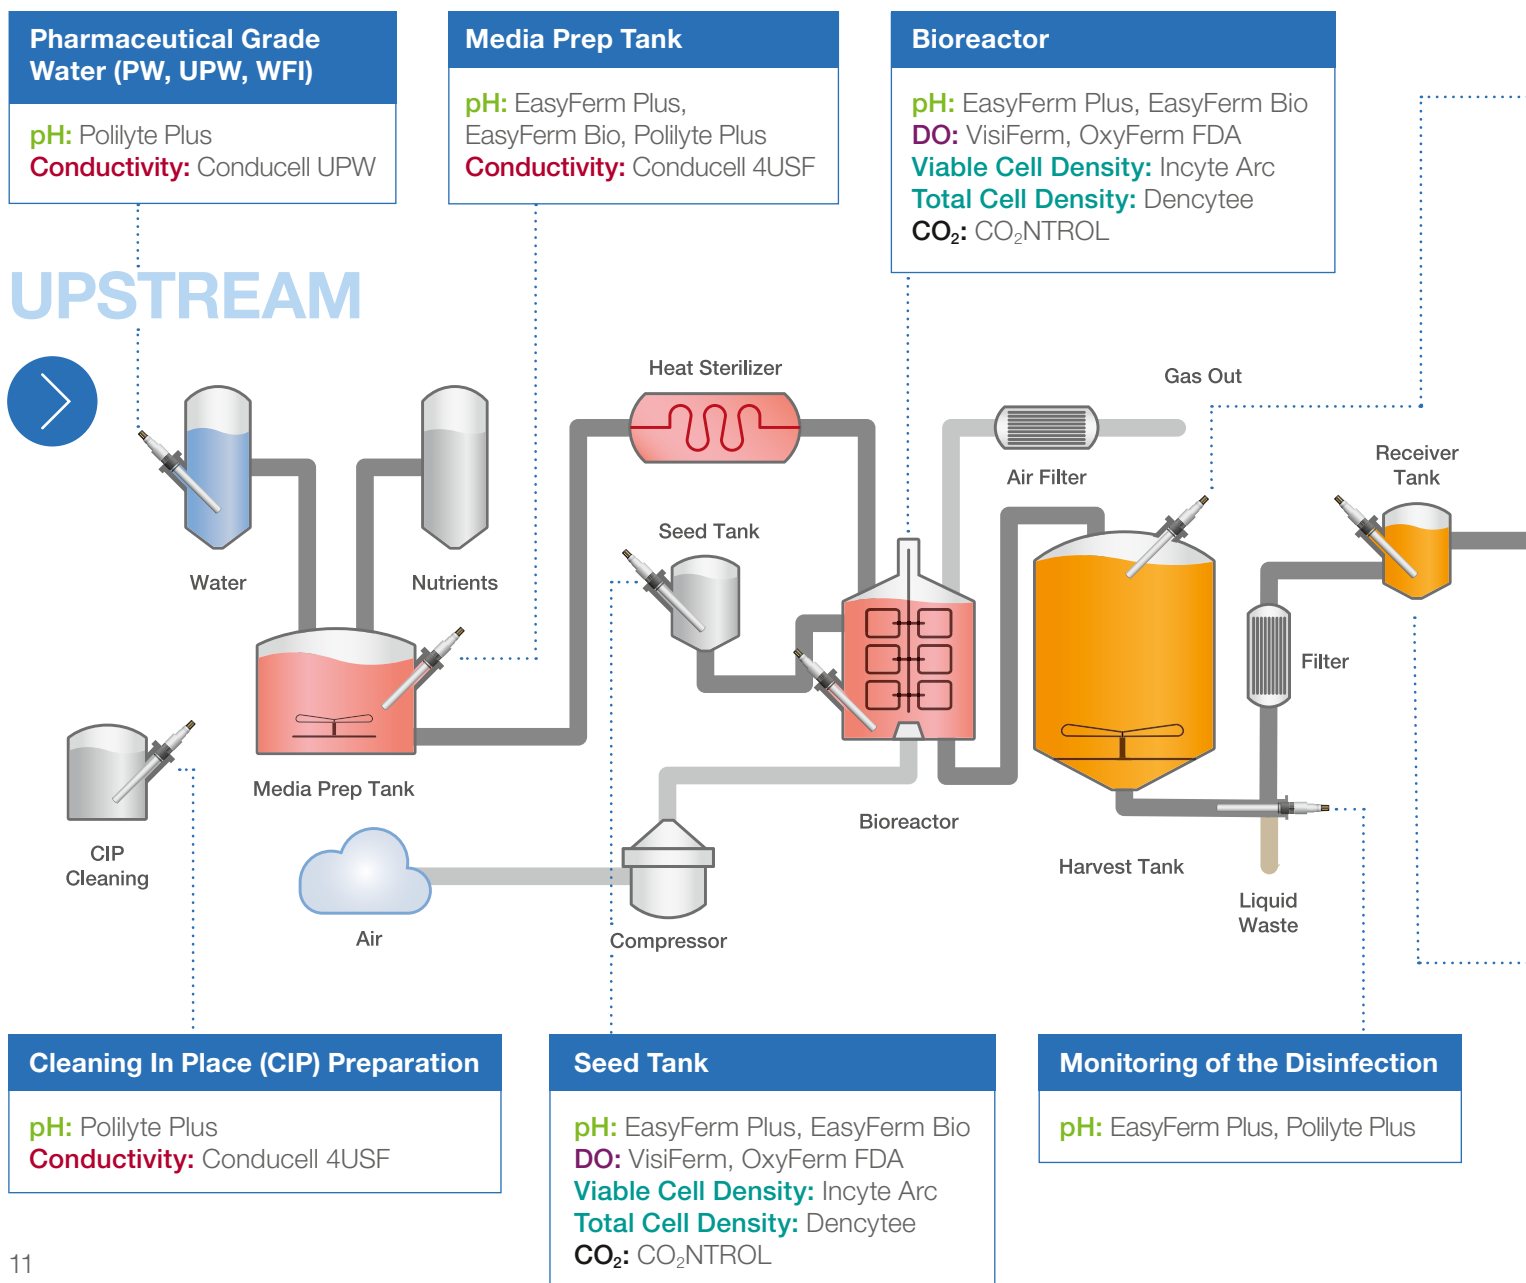 Pharmaceutical Grade
Water (PW, UPW, WFI)
pH: Polilyte Plus
Conductivity: Conducell UPW
Media Prep Tank
pH: EasyFerm Plus,
EasyFerm Bio, Polilyte Plus
Conductivity: Conducell 4USF
Bioreactor
pH: EasyFerm Plus, EasyFerm Bio
DO: VisiFerm, OxyFerm FDA
Viable Cell Density: Incyte Arc
Total Cell Density: Dencytee
CO₂: CO₂NTROL
UPSTREAM
Heat Sterilizer
Gas Out
Air Filter
Receiver
Tank
Seed Tank
Water
Nutrients
Filter
Media Prep Tank
Bioreactor
CIP
Cleaning
Harvest Tank
Liquid
Waste
Air
Compressor
Cleaning In Place (CIP) Preparation
pH: Polilyte Plus
Conductivity: Conducell 4USF
Seed Tank
pH: EasyFerm Plus, EasyFerm Bio
DO: VisiFerm, OxyFerm FDA
Viable Cell Density: Incyte Arc
Total Cell Density: Dencytee
CO₂: CO₂NTROL
Monitoring of the Disinfection
pH: EasyFerm Plus, Polilyte Plus
11